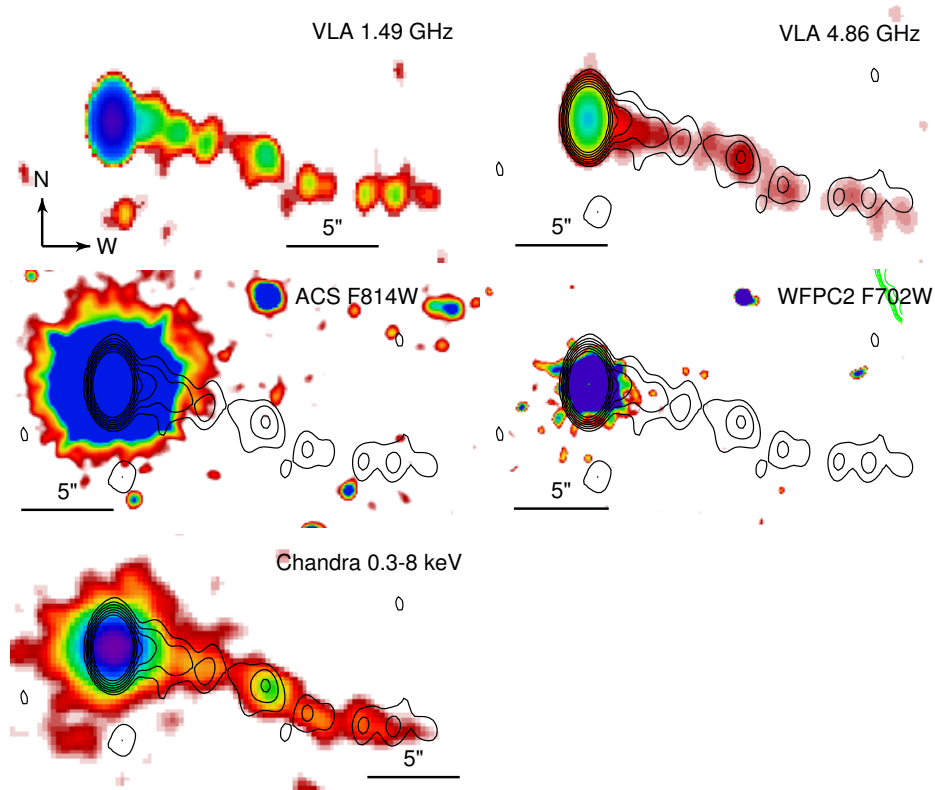 VLA 1.49 GHz
N
W
5"
VLA 4.86 GHz
5"
ACS F814W
5"
WFPC2 F702W
5"
Chandra 0.3-8 keV
5"